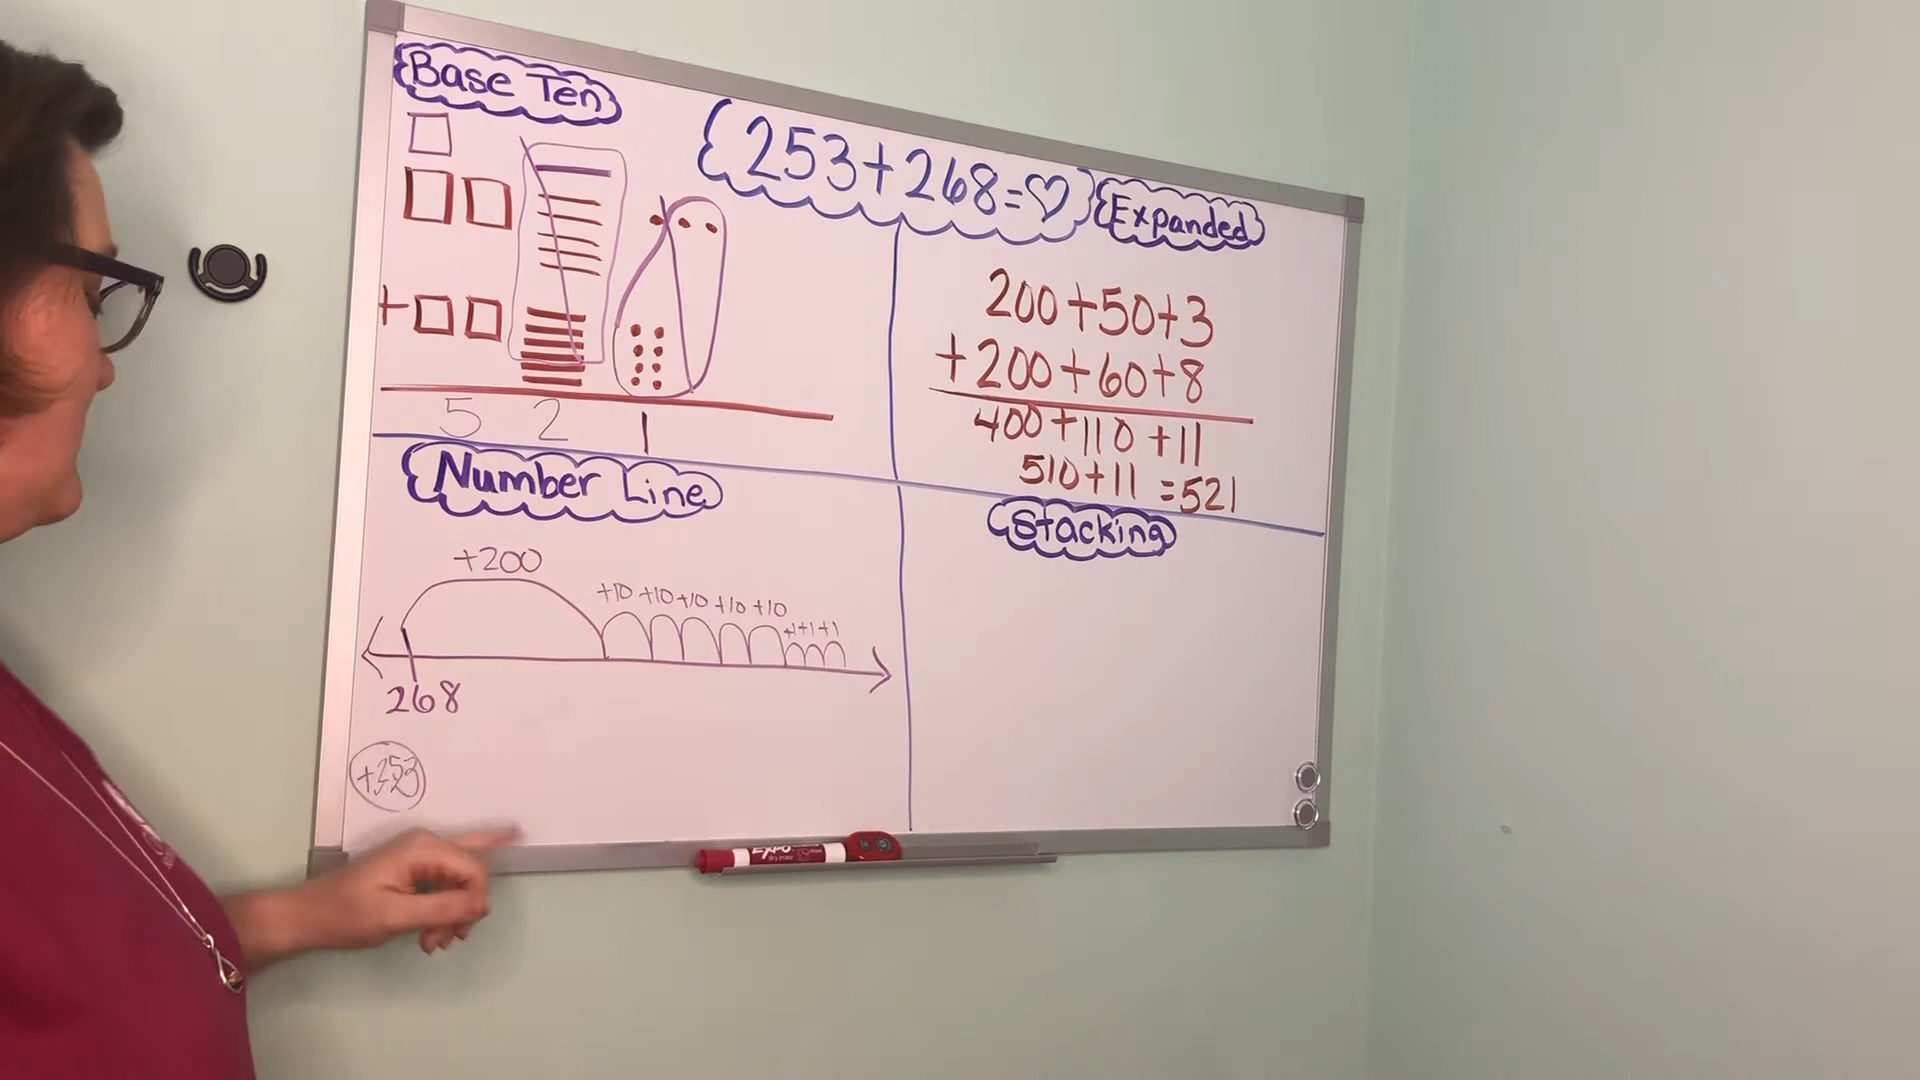 Base Ten
253+268=♡
Expanded
+
5 2 1
200+50+3
+200+60+8
400+110+11
510+11=521
Number Line
+200
+10 +10 +10 +10 +10
+1+1+1
268
+253
Stacking
EXPO